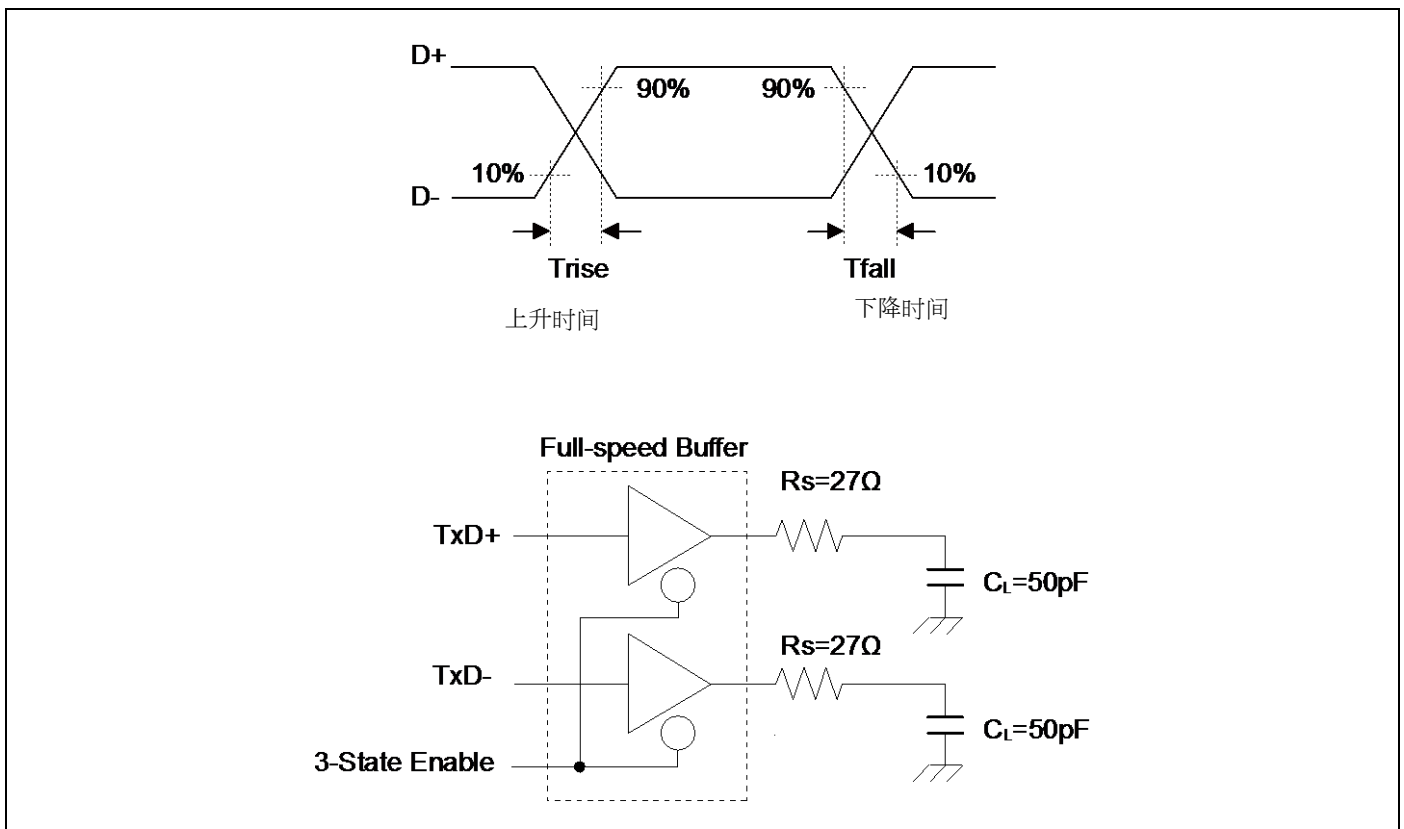 D+
90%
90%
10%
10%
D-
Trise
Tfall
上升时间
下降时间
Full-speed Buffer
Rs=27Ω
TxD+
CL=50pF
Rs=27Ω
TxD-
CL=50pF
3-State Enable